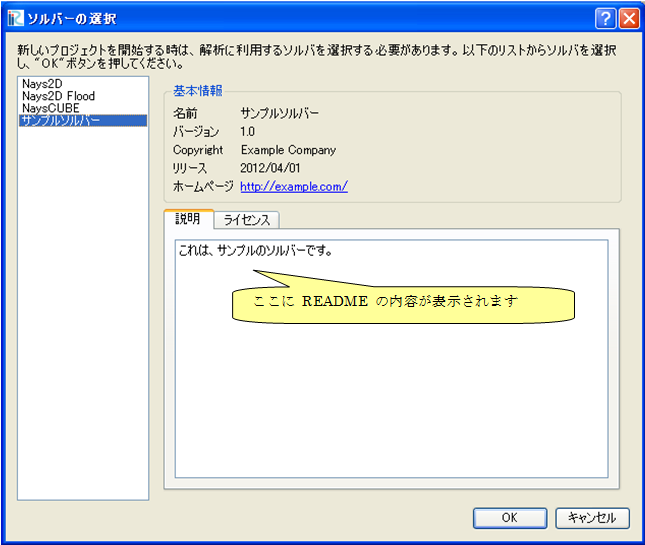 ソルバーの選択
新しいプロジェクトを開始する時は、解析に利用するソルバを選択する必要があります。以下のリストからソルバを選択
し、"OK"ボタンを押してください。
Nays2D
Nays2D Flood
NaysCUBE
サンプルソルバー
基本情報
名前 サンプルソルバー
バージョン 1.0
Copyright Example Company
リリース 2012/04/01
ホームページ http://example.com/
説明 ライセンス
これは、サンプルのソルバーです。
ここに README の内容が表示されます
OK キャンセル